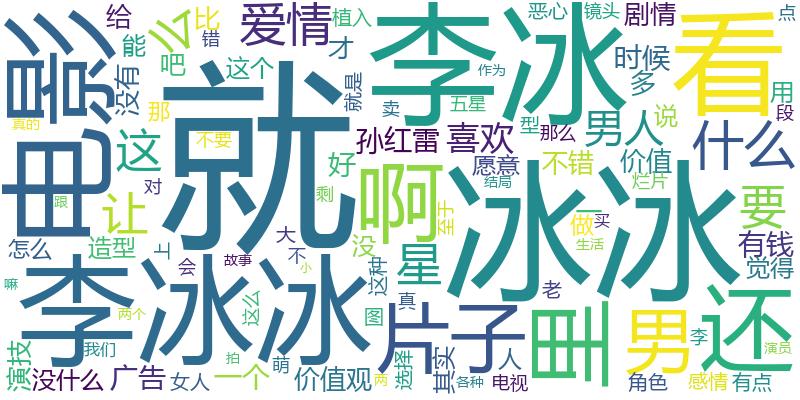 给
么
比
爱情
植入
恶心
镜头
剧情
点
错
才
李冰
看
电影
没有
能
吧
这个
作为
时候
多
用
段
真的
就是
那
不要
就
卖
五星
型
那么
男人
说
什么
这
孙红雷
喜欢
愿意
不错
价值
跟
对
让
好
剩
啊
至于
结局
烂片
一
做
买
要
冰冰
生活
有钱
觉得
怎么
造型
上
大
没
不
星
嘛
李冰冰
会
故事
小
这么
这种
真
图
老
片子
里
男
还
李
两个
我们
拍
萌
演技
没什么
广告
女人
一个
价值观
两
选择
其实
人
各种
电视
角色
感情
有点
演员